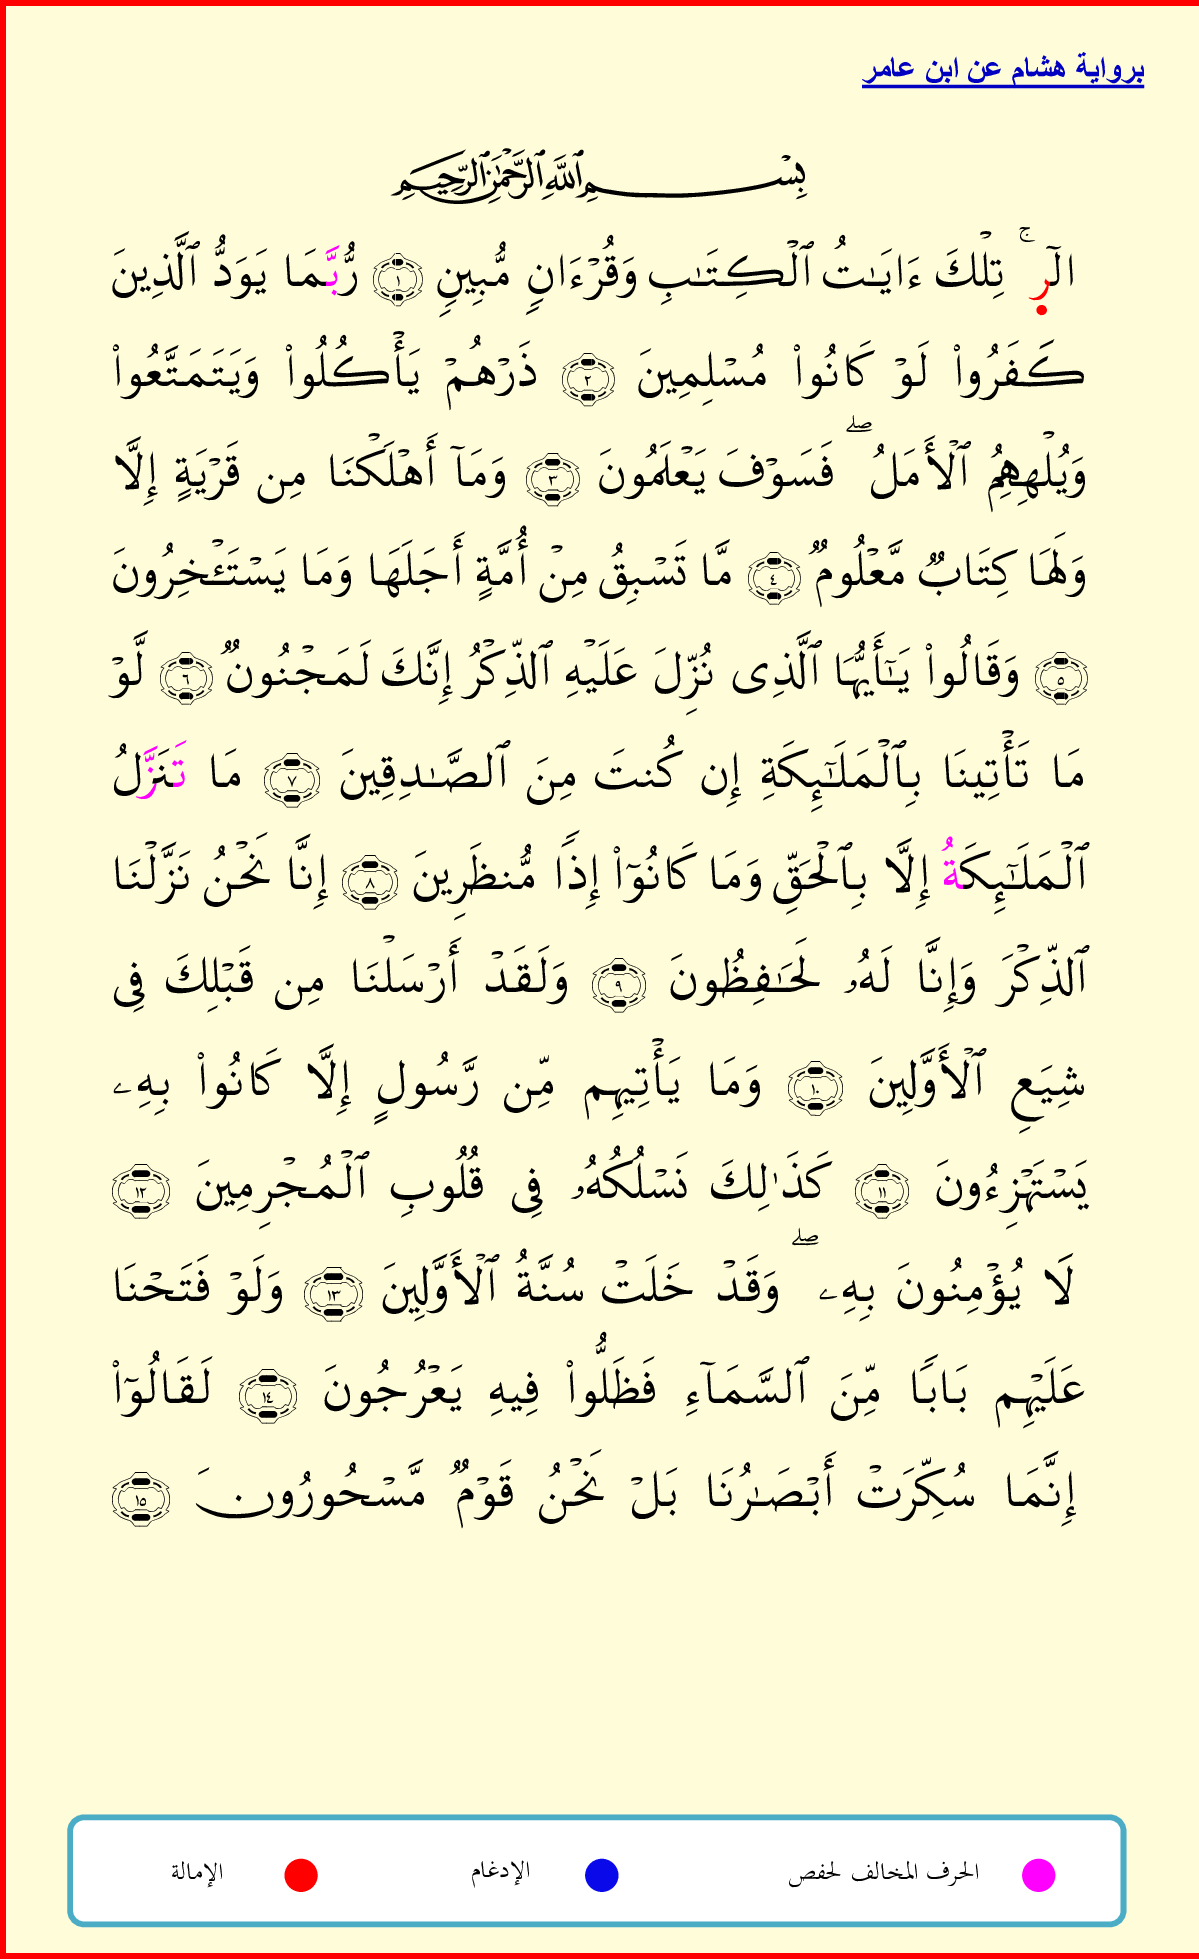 برواية هشام عن ابن عامر
بِسْمِ ٱللَّهِ ٱلرَّحْمَٰنِ ٱلرَّحِيمِ
الٓرۚ تِلْكَ ءَايَٰتُ ٱلْكِتَٰبِ وَقُرْءَانٍ مُّبِينٍ ١ رُّبَّمَا يَوَدُّ ٱلَّذِينَ
كَفَرُوا۟ لَوْ كَانُوا۟ مُسْلِمِينَ ٢ ذَرْهُمْ يَأْكُلُوا۟ وَيَتَمَتَّعُوا۟
وَيُلْهِهِمُ ٱلْأَمَلُۖ فَسَوْفَ يَعْلَمُونَ ٣ وَمَآ أَهْلَكْنَا مِن قَرْيَةٍ إِلَّا
وَلَهَا كِتَابٌ مَّعْلُومٌ ٤ مَّا تَسْبِقُ مِنْ أُمَّةٍ أَجَلَهَا وَمَا يَسْتَـْٔخِرُونَ
٥ وَقَالُوا۟ يَٰٓأَيُّهَا ٱلَّذِى نُزِّلَ عَلَيْهِ ٱلذِّكْرُ إِنَّكَ لَمَجْنُونٌ ٦ لَّوْ
مَا تَأْتِينَا بِٱلْمَلَٰٓئِكَةِ إِن كُنتَ مِنَ ٱلصَّٰدِقِينَ ٧ مَا تَنَزَّلُ
ٱلْمَلَٰٓئِكَةُ إِلَّا بِٱلْحَقِّ وَمَا كَانُوٓا۟ إِذًا مُّنظَرِينَ ٨ إِنَّا نَحْنُ نَزَّلْنَا
ٱلذِّكْرَ وَإِنَّا لَهُۥ لَحَٰفِظُونَ ٩ وَلَقَدْ أَرْسَلْنَا مِن قَبْلِكَ فِى
شِيَعِ ٱلْأَوَّلِينَ ١٠ وَمَا يَأْتِيهِم مِّن رَّسُولٍ إِلَّا كَانُوا۟ بِهِۦ
يَسْتَهْزِءُونَ ١١ كَذَٰلِكَ نَسْلُكُهُۥ فِى قُلُوبِ ٱلْمُجْرِمِينَ ١٢
لَا يُؤْمِنُونَ بِهِۦۖ وَقَدْ خَلَتْ سُنَّةُ ٱلْأَوَّلِينَ ١٣ وَلَوْ فَتَحْنَا
عَلَيْهِم بَابًا مِّنَ ٱلسَّمَآءِ فَظَلُّوا۟ فِيهِ يَعْرُجُونَ ١٤ لَقَالُوٓا۟
إِنَّمَا سُكِّرَتْ أَبْصَٰرُنَا بَلْ نَحْنُ قَوْمٌ مَّسْحُورُونَ ١٥
الحرف المخالف لحفص الإدغام الإمالة